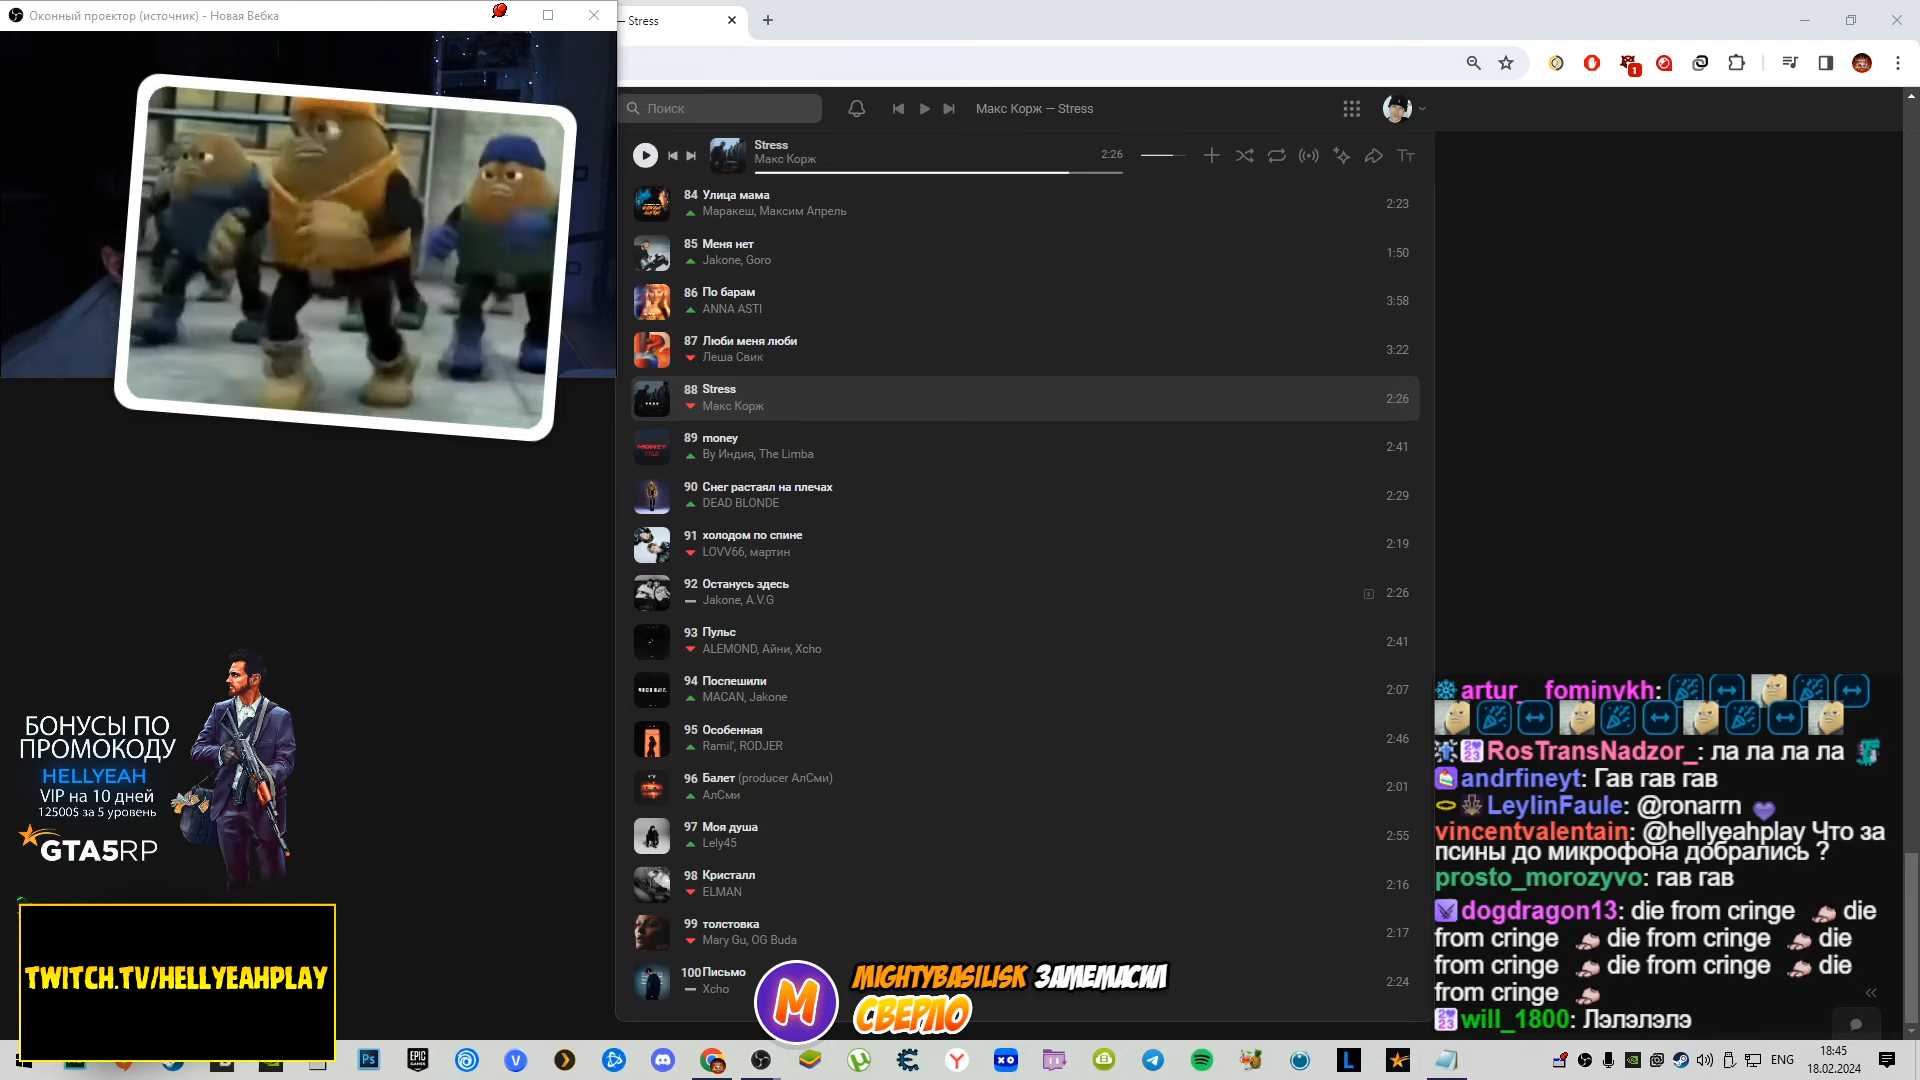 Оконный проектор (источник) - Новая Вебка
— Stress
1
Поиск
Макс Корж — Stress
Stress
Макс Корж
2:26
84 Улица мама
Маракеш, Максим Апрель
2:23
85 Меня нет
Jakone, Goro
1:50
86 По барам
ANNA ASTI
3:58
87 Люби меня люби
Леша Свик
3:22
88 Stress
Макс Корж
2:26
89 money
By Индия, The Limba
2:41
90 Снег растаял на плечах
DEAD BLONDE
2:29
91 холодом по спине
LOVV66, мартин
2:19
92 Останусь здесь
Jakone, A.V.G
E
2:26
93 Пульс
ALEMOND, Айни, Xcho
2:41
94 Поспешили
MACAN, Jakone
2:07
95 Особенная
Ramil', RODJER
2:46
96 Балет (producer АлСми)
АлСми
2:01
97 Моя душа
Lely45
2:55
98 Кристалл
ELMAN
2:16
99 толстовка
Mary Gu, OG Buda
2:17
100 Письмо
Xcho
2:24
БОНУСЫ ПО
ПРОМОКОДУ
HELLYEAH
VIP на 10 дней
12500$ за 5 уровень
GTA5RP
TWITCH.TV/HELLYEAHPLAY
M
MIGHTYBASILISK ЗАМЕМАСИЛ
СВЕРЛО
artur__fominykh:
RosTransNadzor_: ла ла ла ла
andrfineyt: Гав гав гав
LeylinFaule: @ronarrn
vincentvalentain: @hellyeahplay Что за
псины до микрофона добрались ?
prosto_morozyvo: гав гав
dogdragon13: die from cringe die
from cringe die from cringe die
from cringe die from cringe die
from cringe
will_1800: Лэлэлэлэ
ENG
18:45
18.02.2024